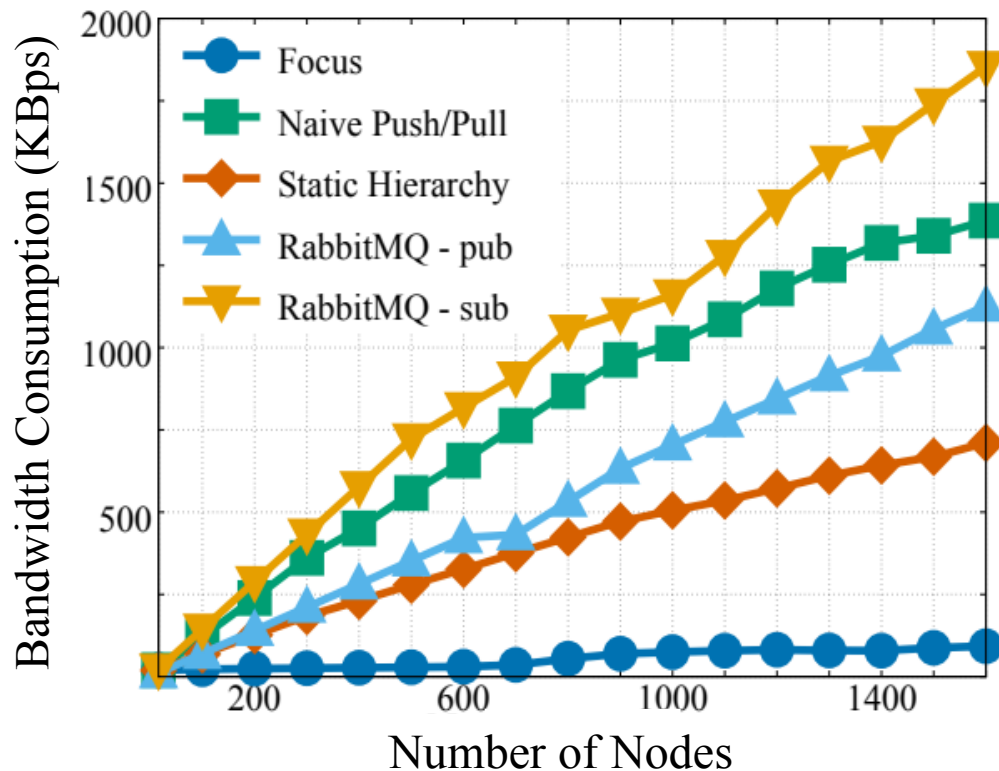 Bandwidth Consumption (KBps)
2000
1500
1000
500
Focus
Naive Push/Pull
Static Hierarchy
RabbitMQ - pub
RabbitMQ - sub
200 600 1000 1400
Number of Nodes